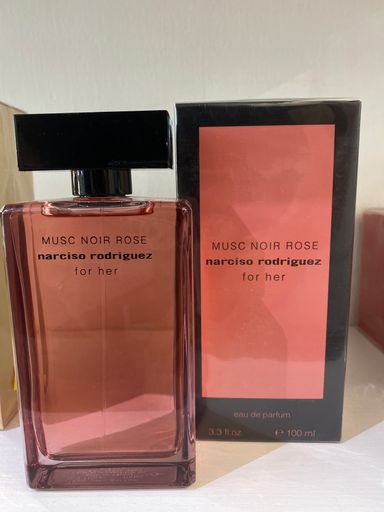 MUSC NOIR ROSE
narciso rodriguez
for her
MUSC NOIR ROSE
narciso rodriguez
for her
eau de parfum
3.3 fl.oz ℮ 100 ml